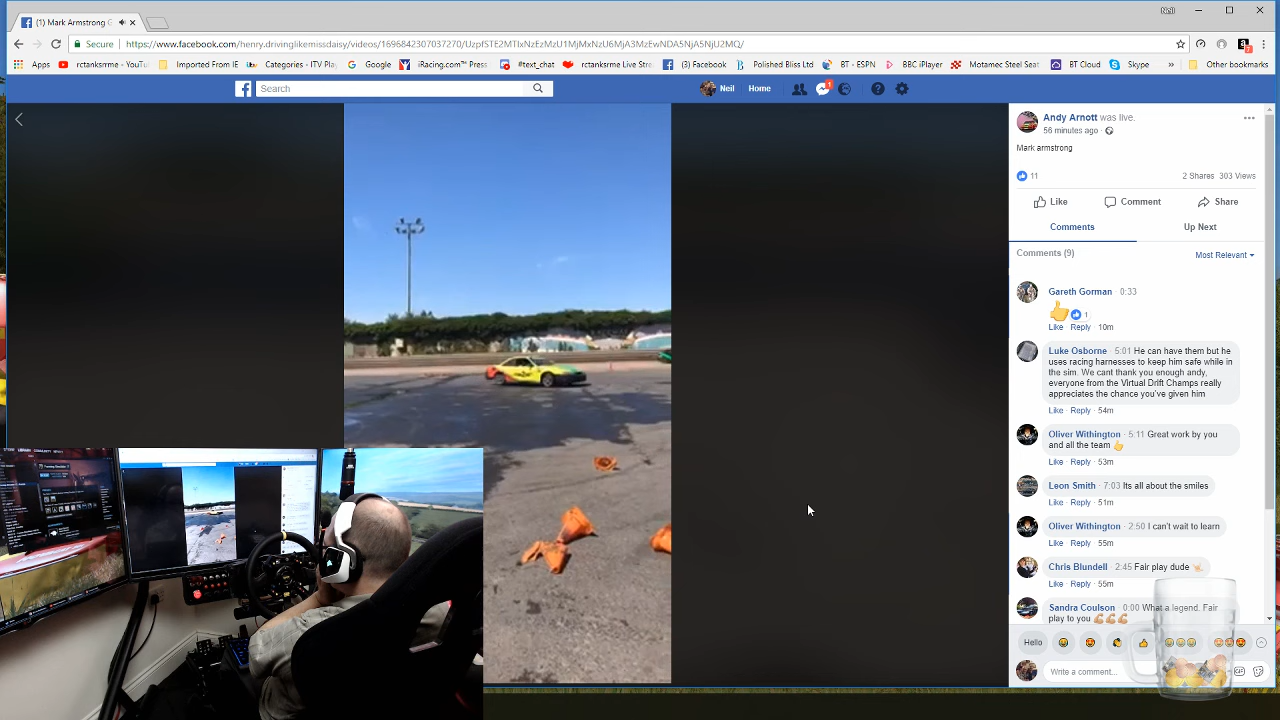 Neil
(1) Mark Armstrong G
Secure https://www.facebook.com/henry.drivinglikemissdaisy/videos/1696842307037270/UzpfSTE2MTIxNzEzMzU1MjMxNzU6MjA3MzEwNDA5NjA5NjU2MQ/
Apps rctanksrme - YouTu Imported From IE Categories - ITV Pla Google iRacing.com™ Press #text_chat rctanksrme Live Stre (3) Facebook Polished Bliss Ltd BT - ESPN BBC iPlayer Motamec Steel Seat BT Cloud Skype » Other bookmarks
Search Neil Home 1
Andy Arnott was live.
56 minutes ago ·
Mark armstrong
11 2 Shares 303 Views
Like Comment Share
Comments Up Next
Comments (9) Most Relevant
Gareth Gorman · 0:33
1
Like · Reply · 10m
Luke Osborne · 5:01 He can have them but he
uses racing harnesses to keep him safe while in
the sim. We cant thank you enough andy,
everyone from the Virtual Drift Champs really
appreciates the chance you've given him
Like · Reply · 54m
Oliver Withington · 5:11 Great work by you
and all the team 👍
Like · Reply · 53m
Leon Smith · 7:03 Its all about the smiles
Like · Reply · 51m
Oliver Withington · 2:50 I can't wait to learn
Like · Reply · 55m
Chris Blundell · 2:45 Fair play dude
Like · Reply · 55m
Sandra Coulson · 0:00 What a legend. Fair
play to you 💪💪💪
Hello
Write a comment... GIF